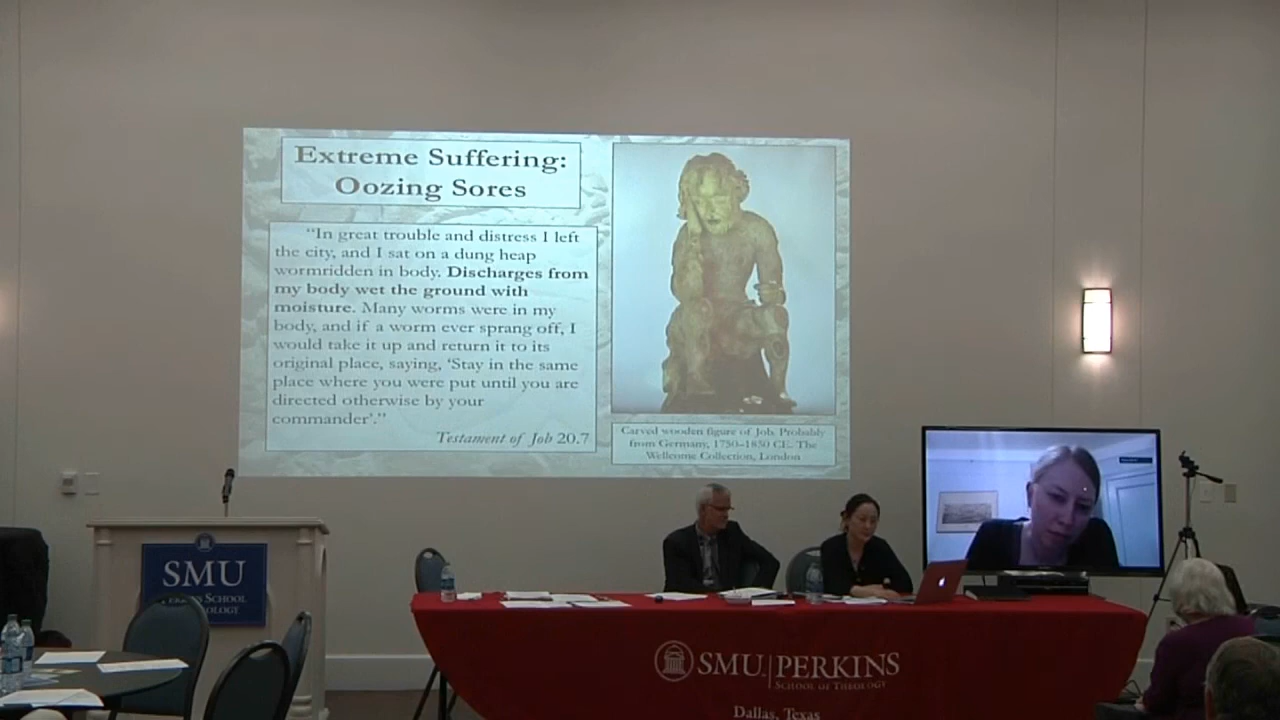 Extreme Suffering:
Oozing Sores
“In great trouble and distress I left
the city, and I sat on a dung heap
wormridden in body. Discharges from
my body wet the ground with
moisture. Many worms were in my
body, and if a worm ever sprang off, I
would take it up and return it to its
original place, saying, ‘Stay in the same
place where you were put until you are
directed otherwise by your
commander’.”
Testament of Job 20.7
Carved wooden figure of Job. Probably
from Germany, 1750–1850 CE. The
Wellcome Collection, London
SMU
Perkins School
of Theology
SMU | PERKINS
School of Theology
Dallas, Texas